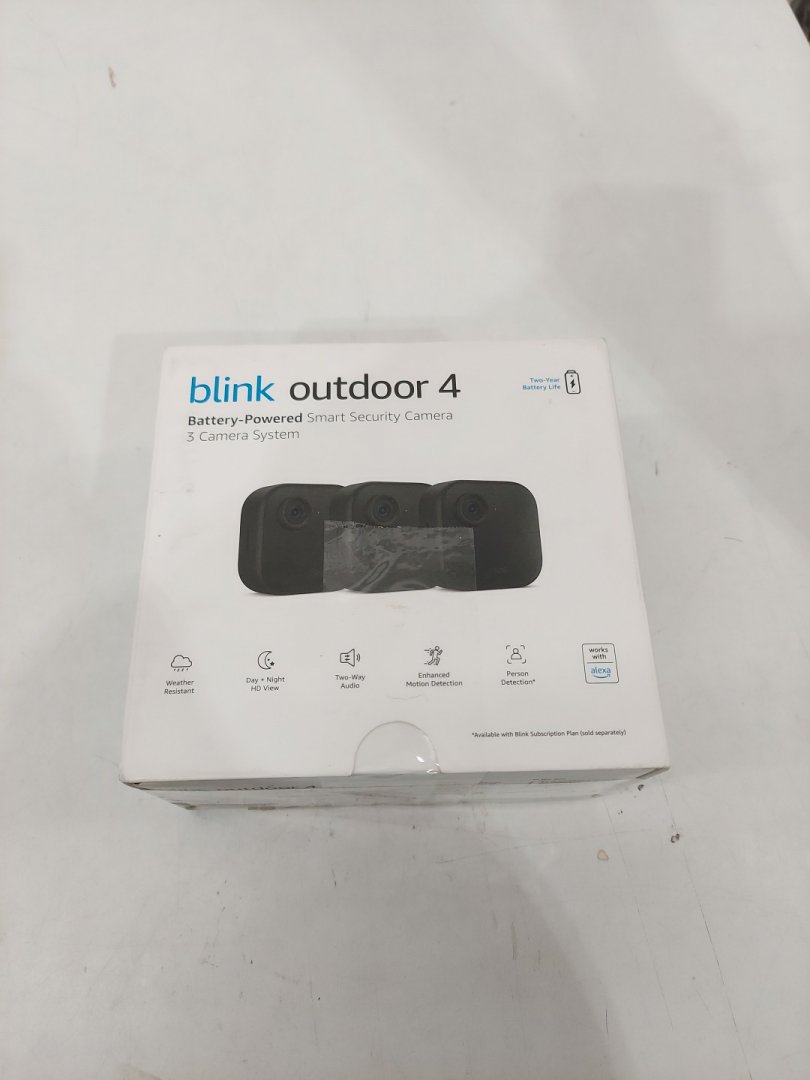 blink outdoor 4
Two-Year
Battery Life
Battery-Powered Smart Security Camera
3 Camera System
Weather
Resistant
Day + Night
HD View
Two-Way
Audio
Enhanced
Motion Detection
Person
Detection*
works
with
alexa
*Available with Blink Subscription Plan (sold separately)
outdoor 4